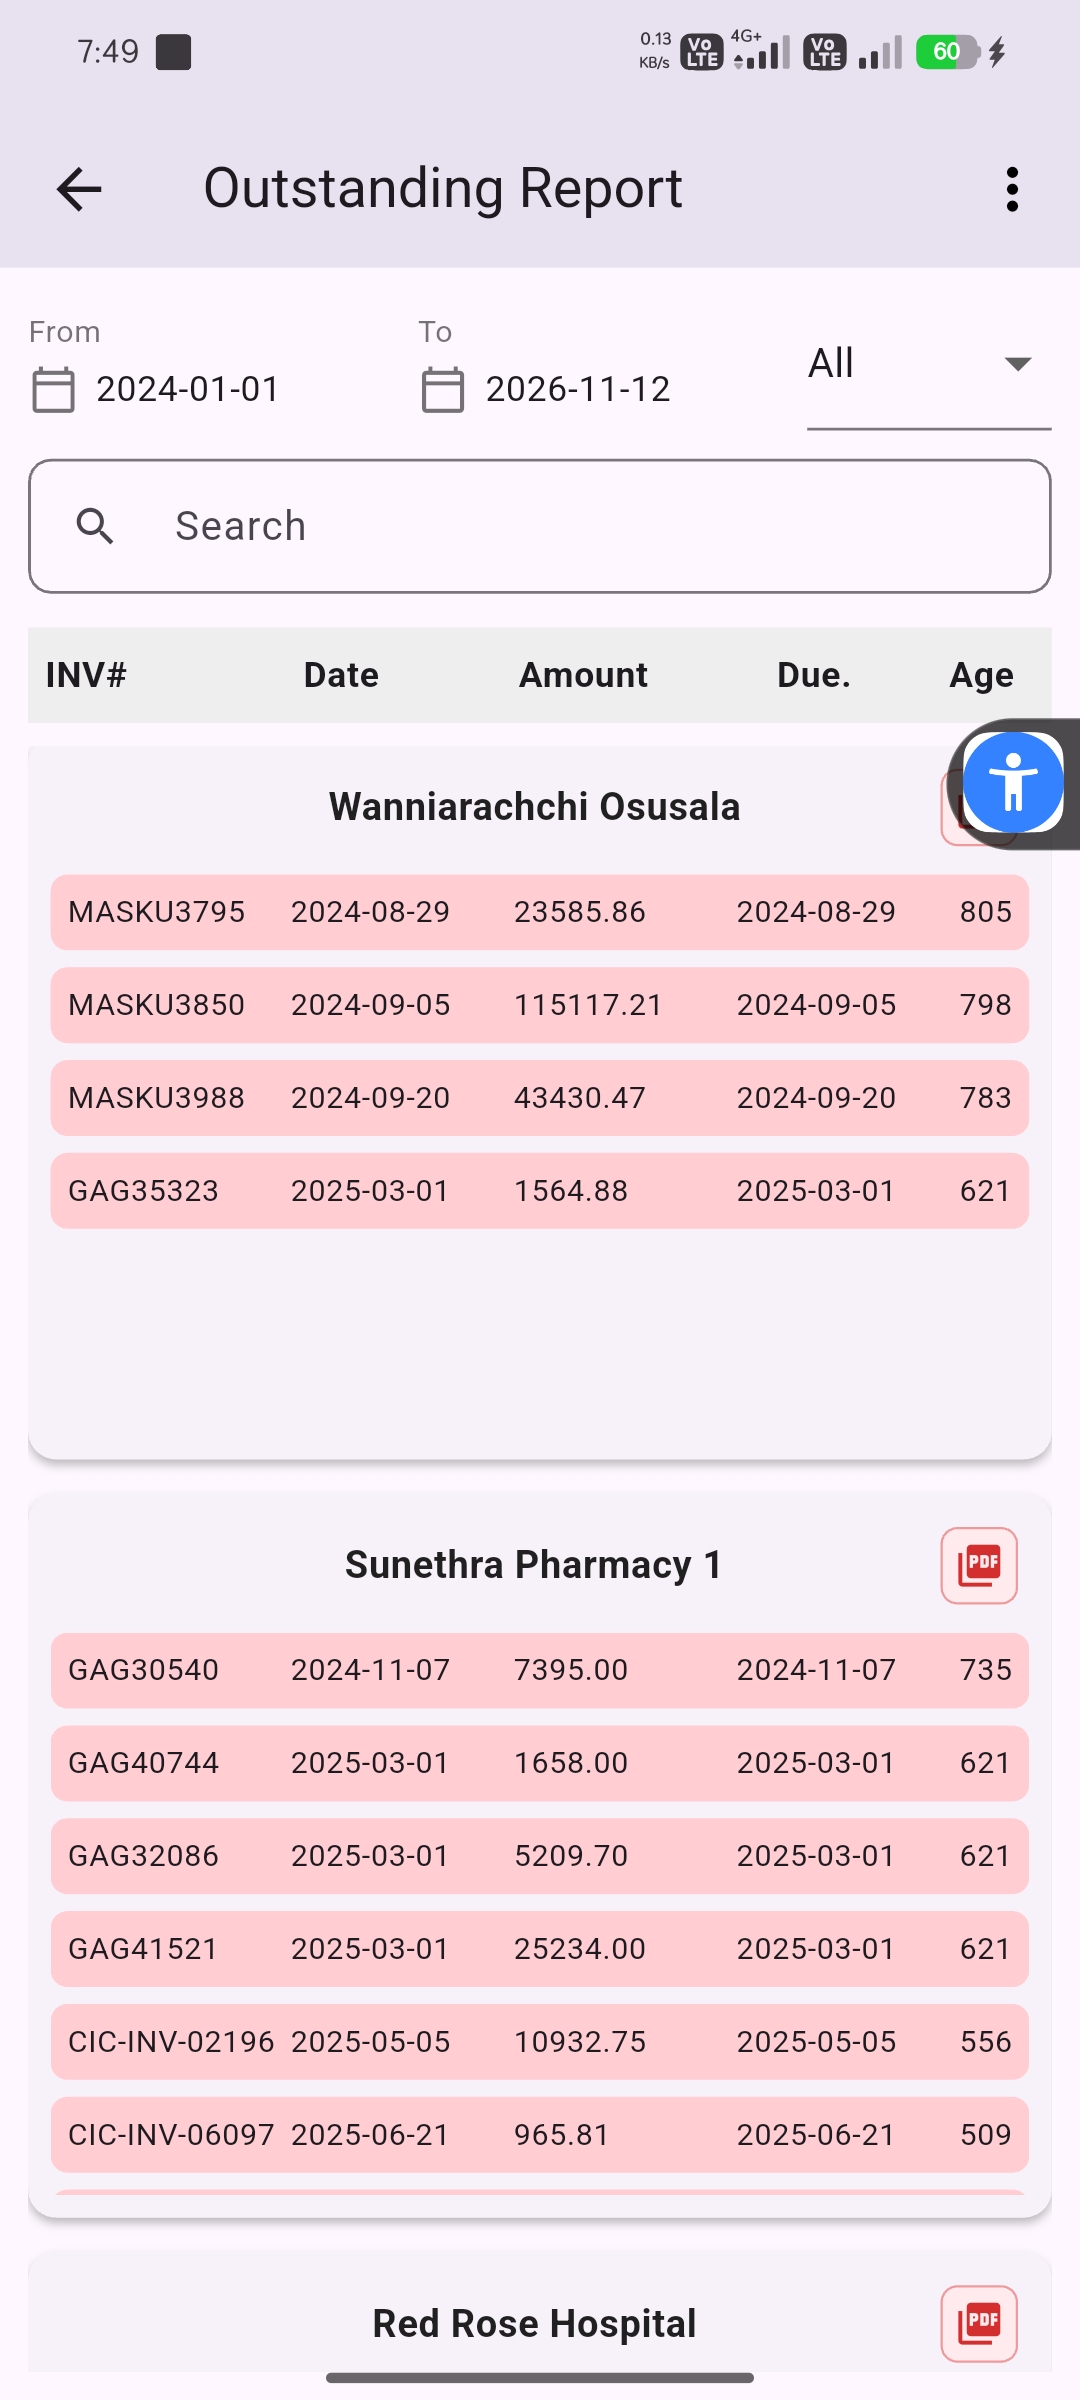 7:49
0.13 KB/s Vo LTE 4G+ Vo LTE 60
Outstanding Report
From To
2024-01-01 2026-11-12 All
Search
INV# Date Amount Due. Age
Wanniarachchi Osusala
MASKU3795 2024-08-29 23585.86 2024-08-29 805
MASKU3850 2024-09-05 115117.21 2024-09-05 798
MASKU3988 2024-09-20 43430.47 2024-09-20 783
GAG35323 2025-03-01 1564.88 2025-03-01 621
Sunethra Pharmacy 1 PDF
GAG30540 2024-11-07 7395.00 2024-11-07 735
GAG40744 2025-03-01 1658.00 2025-03-01 621
GAG32086 2025-03-01 5209.70 2025-03-01 621
GAG41521 2025-03-01 25234.00 2025-03-01 621
CIC-INV-02196 2025-05-05 10932.75 2025-05-05 556
CIC-INV-06097 2025-06-21 965.81 2025-06-21 509
Red Rose Hospital PDF